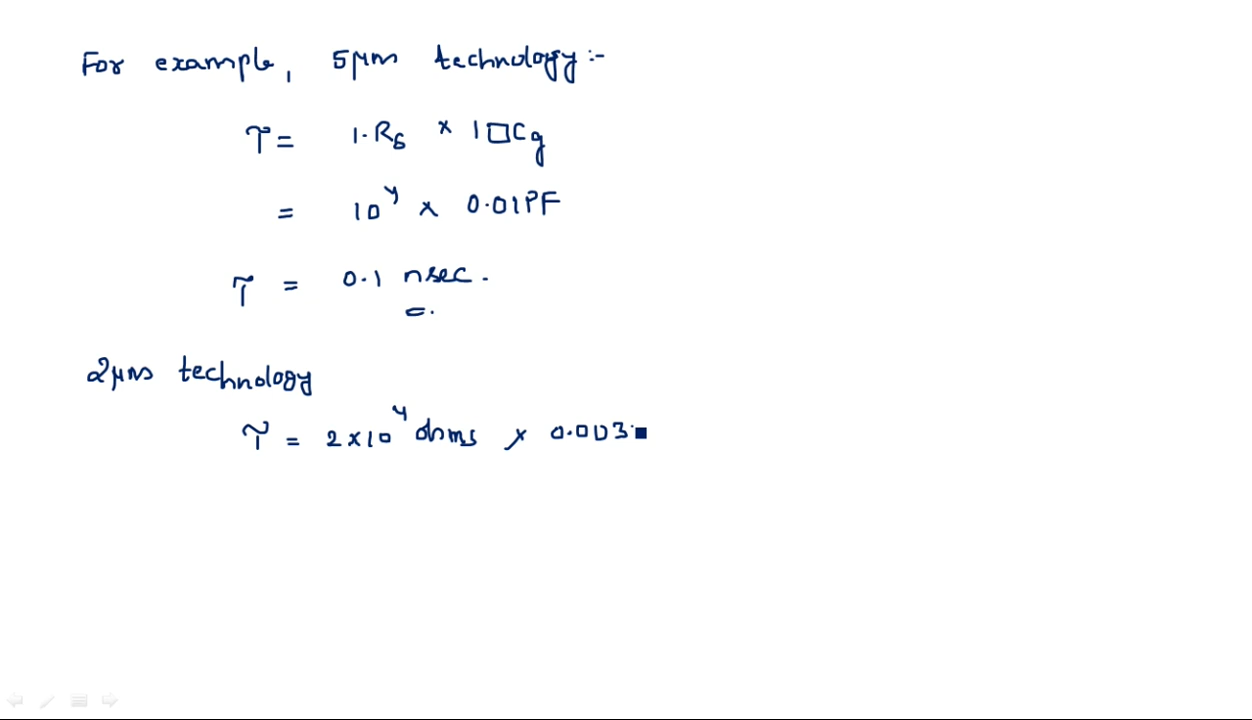 For example, 5μm technology :-
τ = 1.Rs × 1□Cg
= 10⁴ × 0.01PF
τ = 0.1 nsec.
2μm technology
τ = 2×10⁴ ohms × 0.003